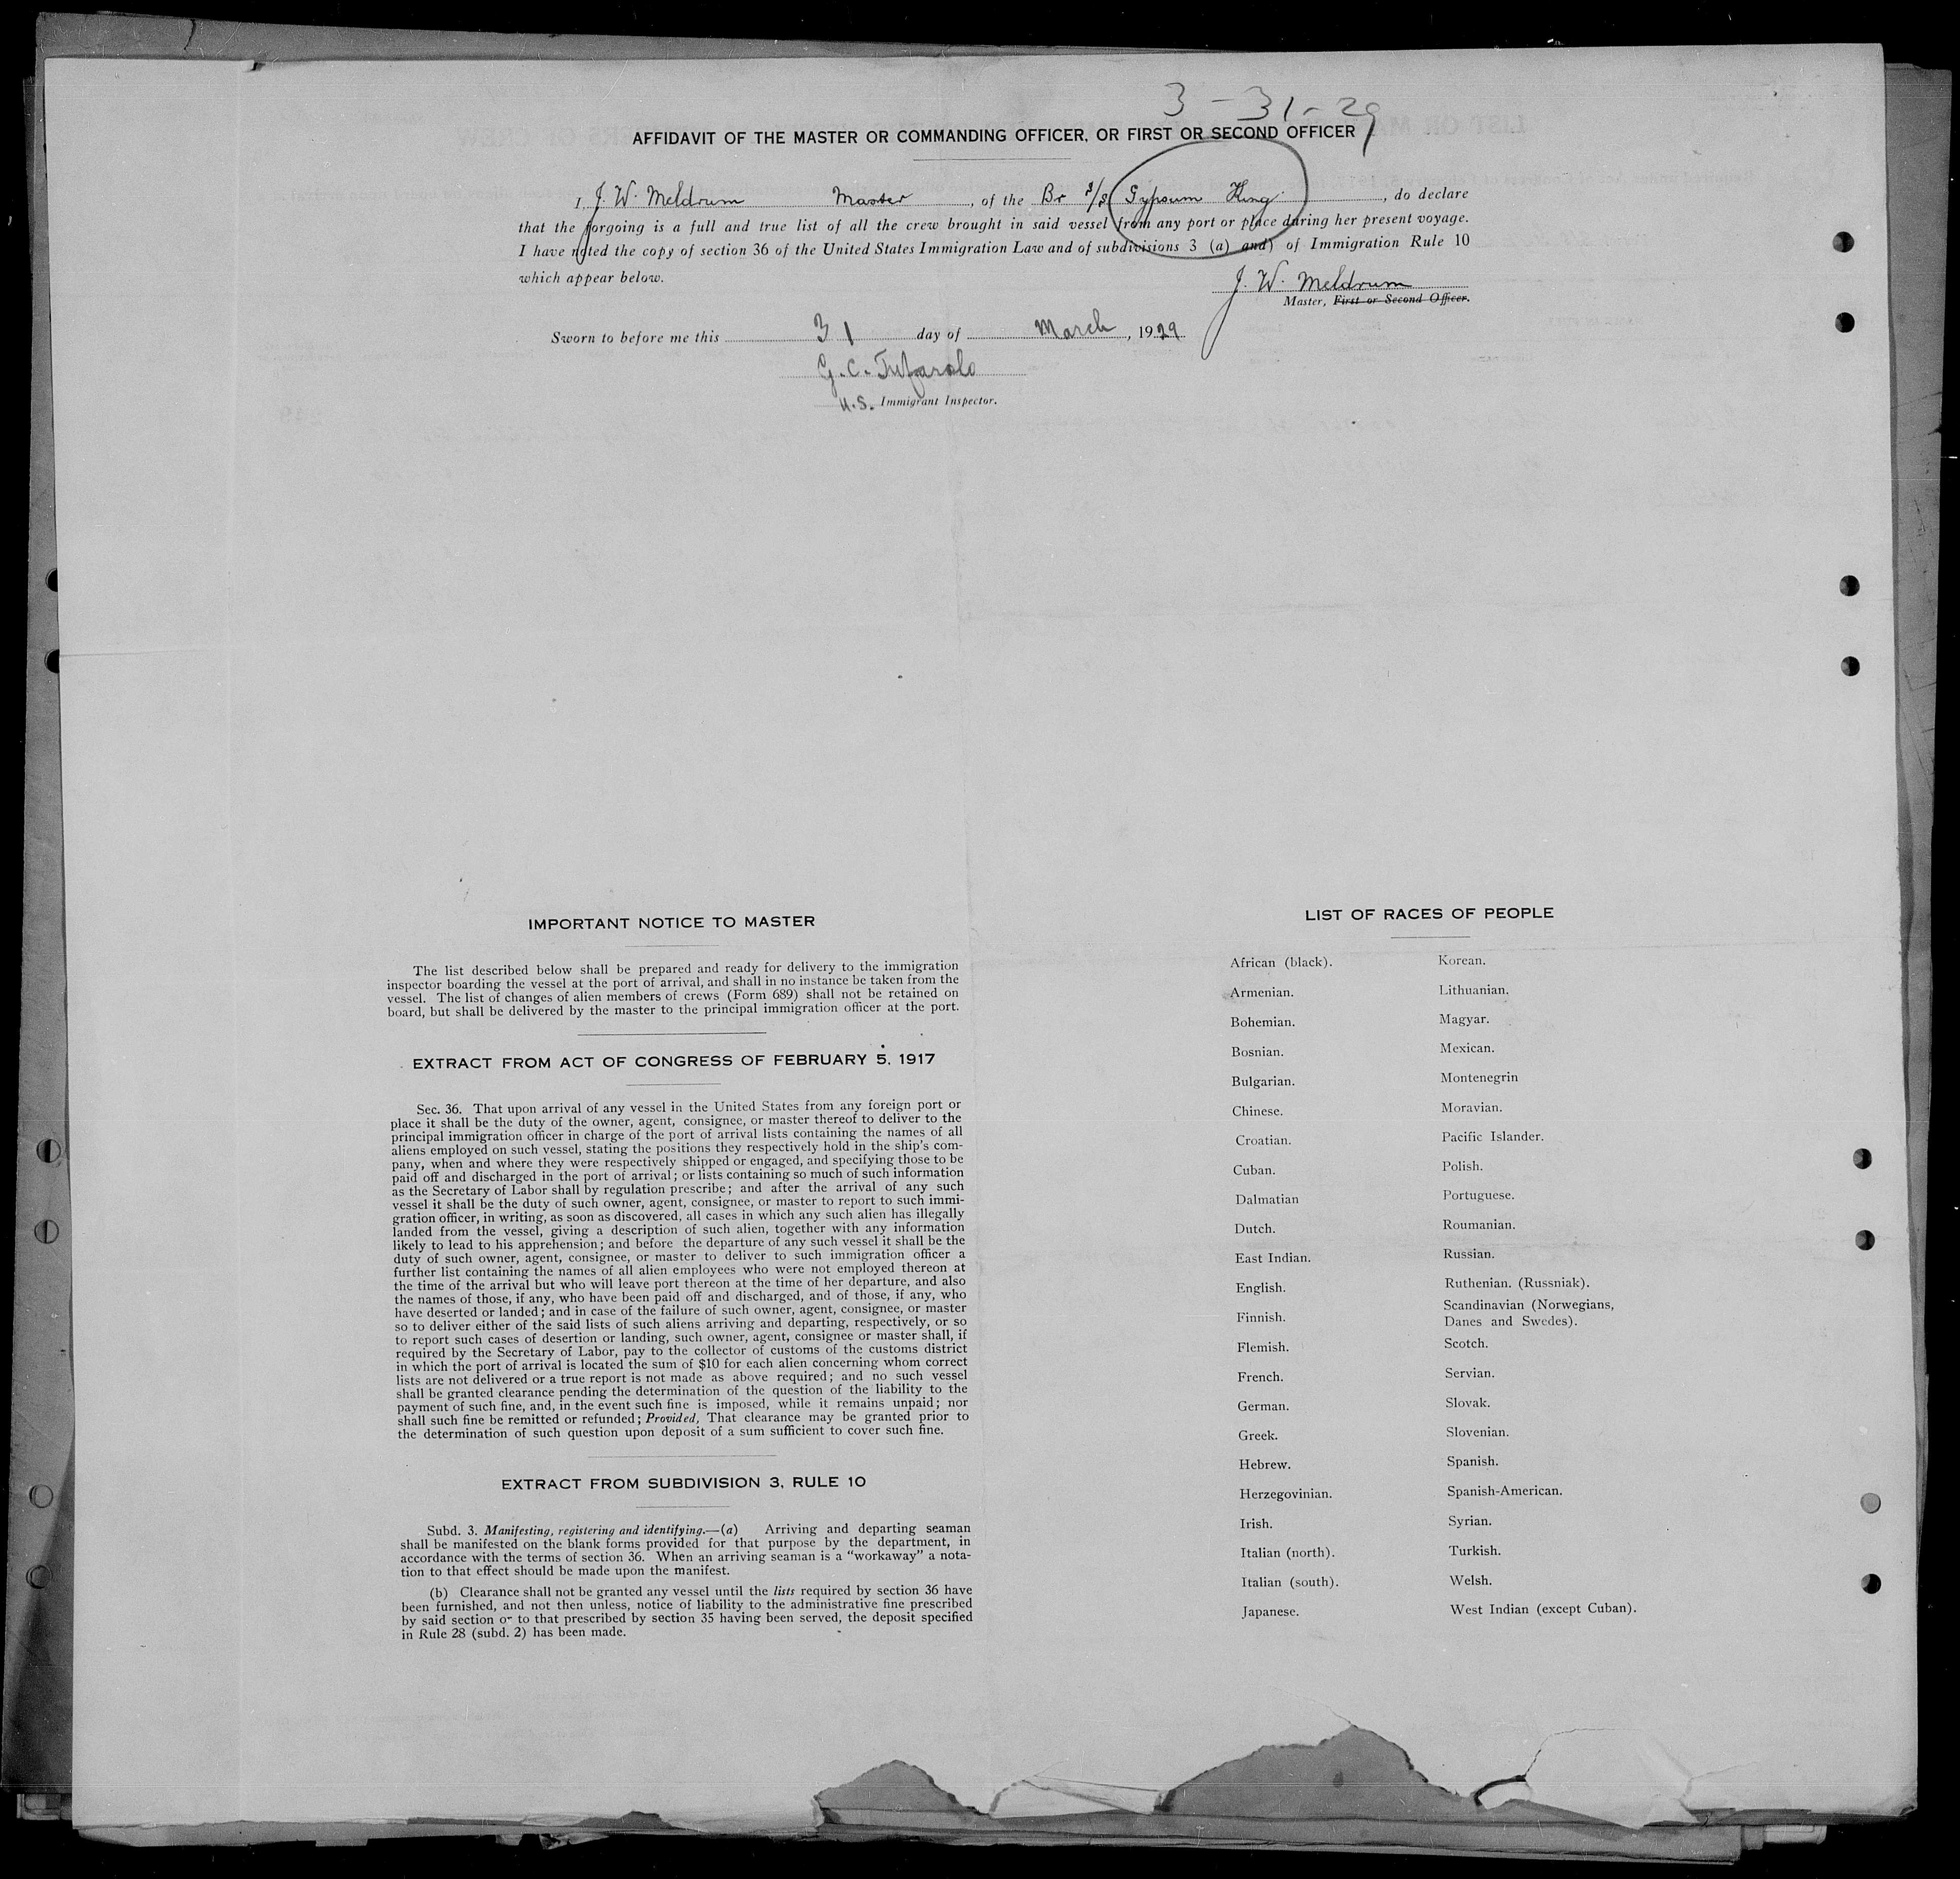 3-31-29
AFFIDAVIT OF THE MASTER OR COMMANDING OFFICER, OR FIRST OR SECOND OFFICER
I, J. W. Meldrum Master, of the Br S/S Gypsum King, do declare
that the forgoing is a full and true list of all the crew brought in said vessel from any port or place during her present voyage.
I have noted the copy of section 36 of the United States Immigration Law and of subdivisions 3 (a) and) of Immigration Rule 10
which appear below.
J. W. Meldrum
Master, First or Second Officer.
Sworn to before me this 31 day of March, 1929
G. C. Tufarolo
U.S. Immigrant Inspector.
IMPORTANT NOTICE TO MASTER
The list described below shall be prepared and ready for delivery to the immigration
inspector boarding the vessel at the port of arrival, and shall in no instance be taken from the
vessel. The list of changes of alien members of crews (Form 689) shall not be retained on
board, but shall be delivered by the master to the principal immigration officer at the port.
EXTRACT FROM ACT OF CONGRESS OF FEBRUARY 5, 1917
Sec. 36. That upon arrival of any vessel in the United States from any foreign port or
place it shall be the duty of the owner, agent, consignee, or master thereof to deliver to the
principal immigration officer in charge of the port of arrival lists containing the names of all
aliens employed on such vessel, stating the positions they respectively hold in the ship's com-
pany, when and where they were respectively shipped or engaged, and specifying those to be
paid off and discharged in the port of arrival; or lists containing so much of such information
as the Secretary of Labor shall by regulation prescribe; and after the arrival of any such
vessel it shall be the duty of such owner, agent, consignee, or master to report to such immi-
gration officer, in writing, as soon as discovered, all cases in which any such alien has illegally
landed from the vessel, giving a description of such alien, together with any information
likely to lead to his apprehension; and before the departure of any such vessel it shall be the
duty of such owner, agent, consignee, or master to deliver to such immigration officer a
further list containing the names of all alien employees who were not employed thereon at
the time of the arrival but who will leave port thereon at the time of her departure, and also
the names of those, if any, who have been paid off and discharged, and of those, if any, who
have deserted or landed; and in case of the failure of such owner, agent, consignee, or master
so to deliver either of the said lists of such aliens arriving and departing, respectively, or so
to report such cases of desertion or landing, such owner, agent, consignee or master shall, if
required by the Secretary of Labor, pay to the collector of customs of the customs district
in which the port of arrival is located the sum of $10 for each alien concerning whom correct
lists are not delivered or a true report is not made as above required; and no such vessel
shall be granted clearance pending the determination of the question of the liability to the
payment of such fine, and, in the event such fine is imposed, while it remains unpaid; nor
shall such fine be remitted or refunded; Provided, That clearance may be granted prior to
the determination of such question upon deposit of a sum sufficient to cover such fine.
EXTRACT FROM SUBDIVISION 3, RULE 10
Subd. 3. Manifesting, registering and identifying.—(a) Arriving and departing seaman
shall be manifested on the blank forms provided for that purpose by the department, in
accordance with the terms of section 36. When an arriving seaman is a "workaway" a nota-
tion to that effect should be made upon the manifest.
(b) Clearance shall not be granted any vessel until the lists required by section 36 have
been furnished, and not then unless, notice of liability to the administrative fine prescribed
by said section or to that prescribed by section 35 having been served, the deposit specified
in Rule 28 (subd. 2) has been made.
LIST OF RACES OF PEOPLE
African (black).
Armenian.
Bohemian.
Bosnian.
Bulgarian.
Chinese.
Croatian.
Cuban.
Dalmatian
Dutch.
East Indian.
English.
Finnish.
Flemish.
French.
German.
Greek.
Hebrew.
Herzegovinian.
Irish.
Italian (north).
Italian (south).
Japanese.
Korean.
Lithuanian.
Magyar.
Mexican.
Montenegrin
Moravian.
Pacific Islander.
Polish.
Portuguese.
Roumanian.
Russian.
Ruthenian. (Russniak).
Scandinavian (Norwegians,
Danes and Swedes).
Scotch.
Servian.
Slovak.
Slovenian.
Spanish.
Spanish-American.
Syrian.
Turkish.
Welsh.
West Indian (except Cuban).